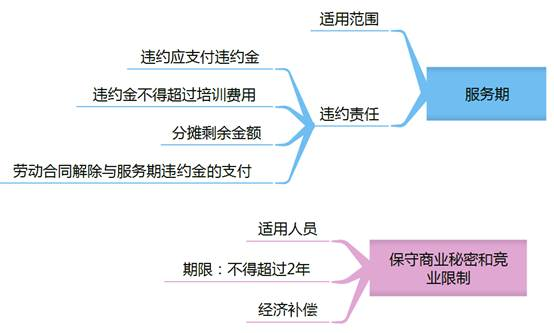 适用范围
服务期
违约责任
违约应支付违约金
违约金不得超过培训费用
分摊剩余金额
劳动合同解除与服务期违约金的支付
保守商业秘密和竞
业限制
适用人员
期限：不得超过2年
经济补偿